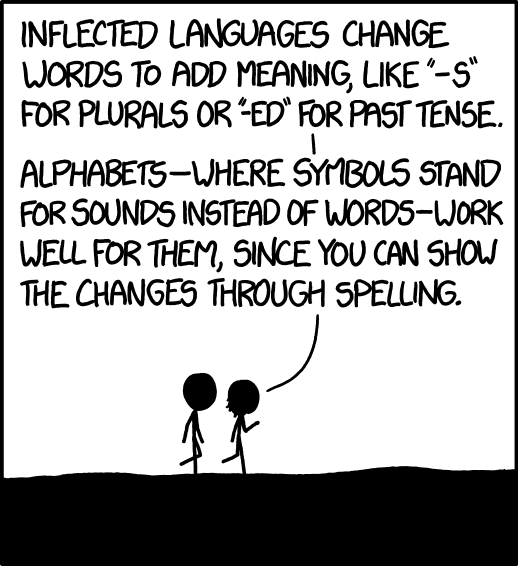 INFLECTED LANGUAGES CHANGE
WORDS TO ADD MEANING, LIKE "-S"
FOR PLURALS OR "-ED" FOR PAST TENSE.
ALPHABETS—WHERE SYMBOLS STAND
FOR SOUNDS INSTEAD OF WORDS—WORK
WELL FOR THEM, SINCE YOU CAN SHOW
THE CHANGES THROUGH SPELLING.